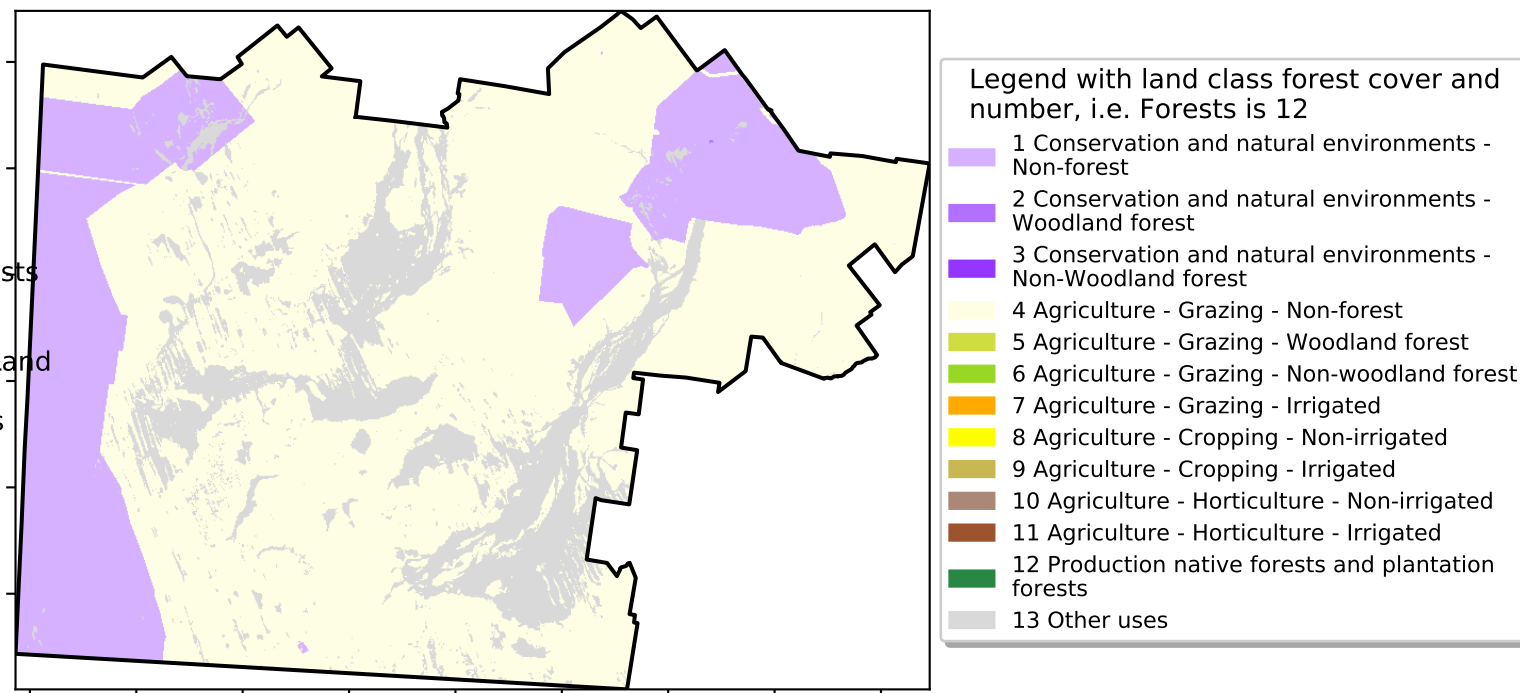 sts
and
s
Legend with land class forest cover and
number, i.e. Forests is 12
1 Conservation and natural environments -
Non-forest
2 Conservation and natural environments -
Woodland forest
3 Conservation and natural environments -
Non-Woodland forest
4 Agriculture - Grazing - Non-forest
5 Agriculture - Grazing - Woodland forest
6 Agriculture - Grazing - Non-woodland forest
7 Agriculture - Grazing - Irrigated
8 Agriculture - Cropping - Non-irrigated
9 Agriculture - Cropping - Irrigated
10 Agriculture - Horticulture - Non-irrigated
11 Agriculture - Horticulture - Irrigated
12 Production native forests and plantation
forests
13 Other uses